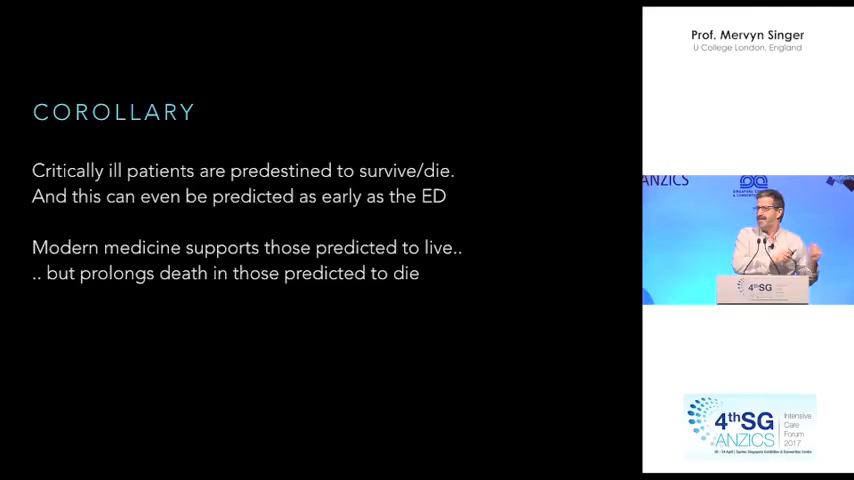 Prof. Mervyn Singer
U College London, England
COROLLARY
Critically ill patients are predestined to survive/die.
And this can even be predicted as early as the ED
Modern medicine supports those predicted to live..
.. but prolongs death in those predicted to die
ANZICS
4thSG
4thSG
ANZICS
Intensive
Care
Forum
2017